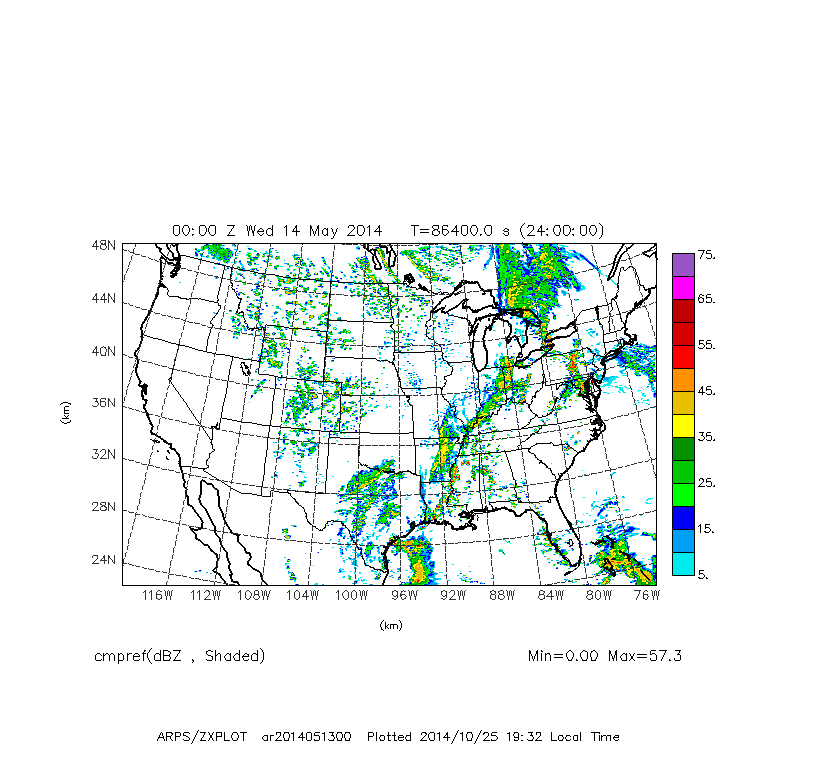 00:00 Z Wed 14 May 2014 T=86400.0 s (24:00:00)
48N
44N
40N
36N
32N
28N
24N
(km)
116W 112W 108W 104W 100W 96W 92W 88W 84W 80W 76W
(km)
75.
65.
55.
45.
35.
25.
15.
5.
cmpref(dBZ , Shaded) Min=0.00 Max=57.3
ARPS/ZXPLOT ar2014051300 Plotted 2014/10/25 19:32 Local Time